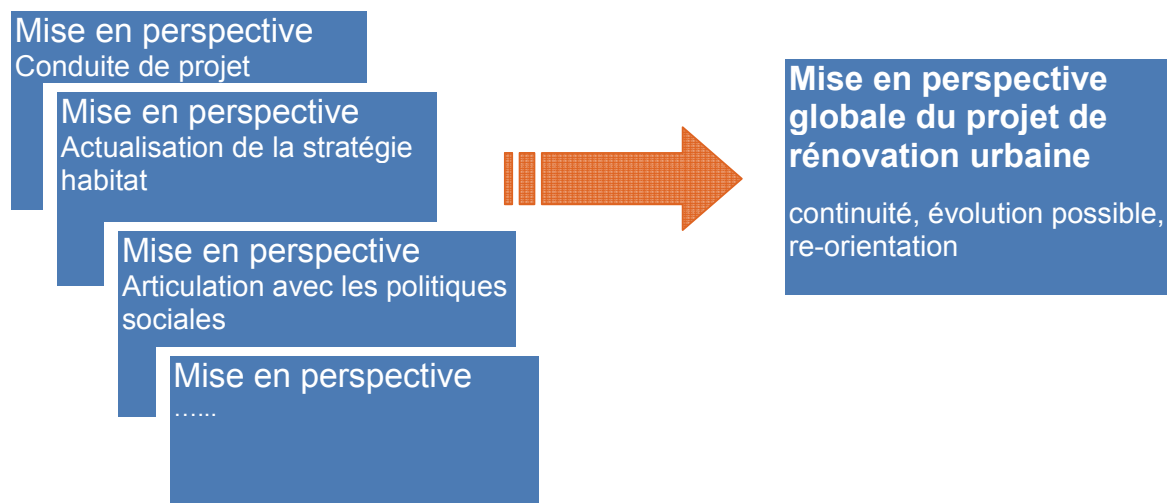 Mise en perspective
Conduite de projet
Mise en perspective
Actualisation de la stratégie
habitat
Mise en perspective
Articulation avec les politiques
sociales
Mise en perspective
…...
Mise en perspective
globale du projet de
rénovation urbaine
continuité, évolution possible,
re-orientation